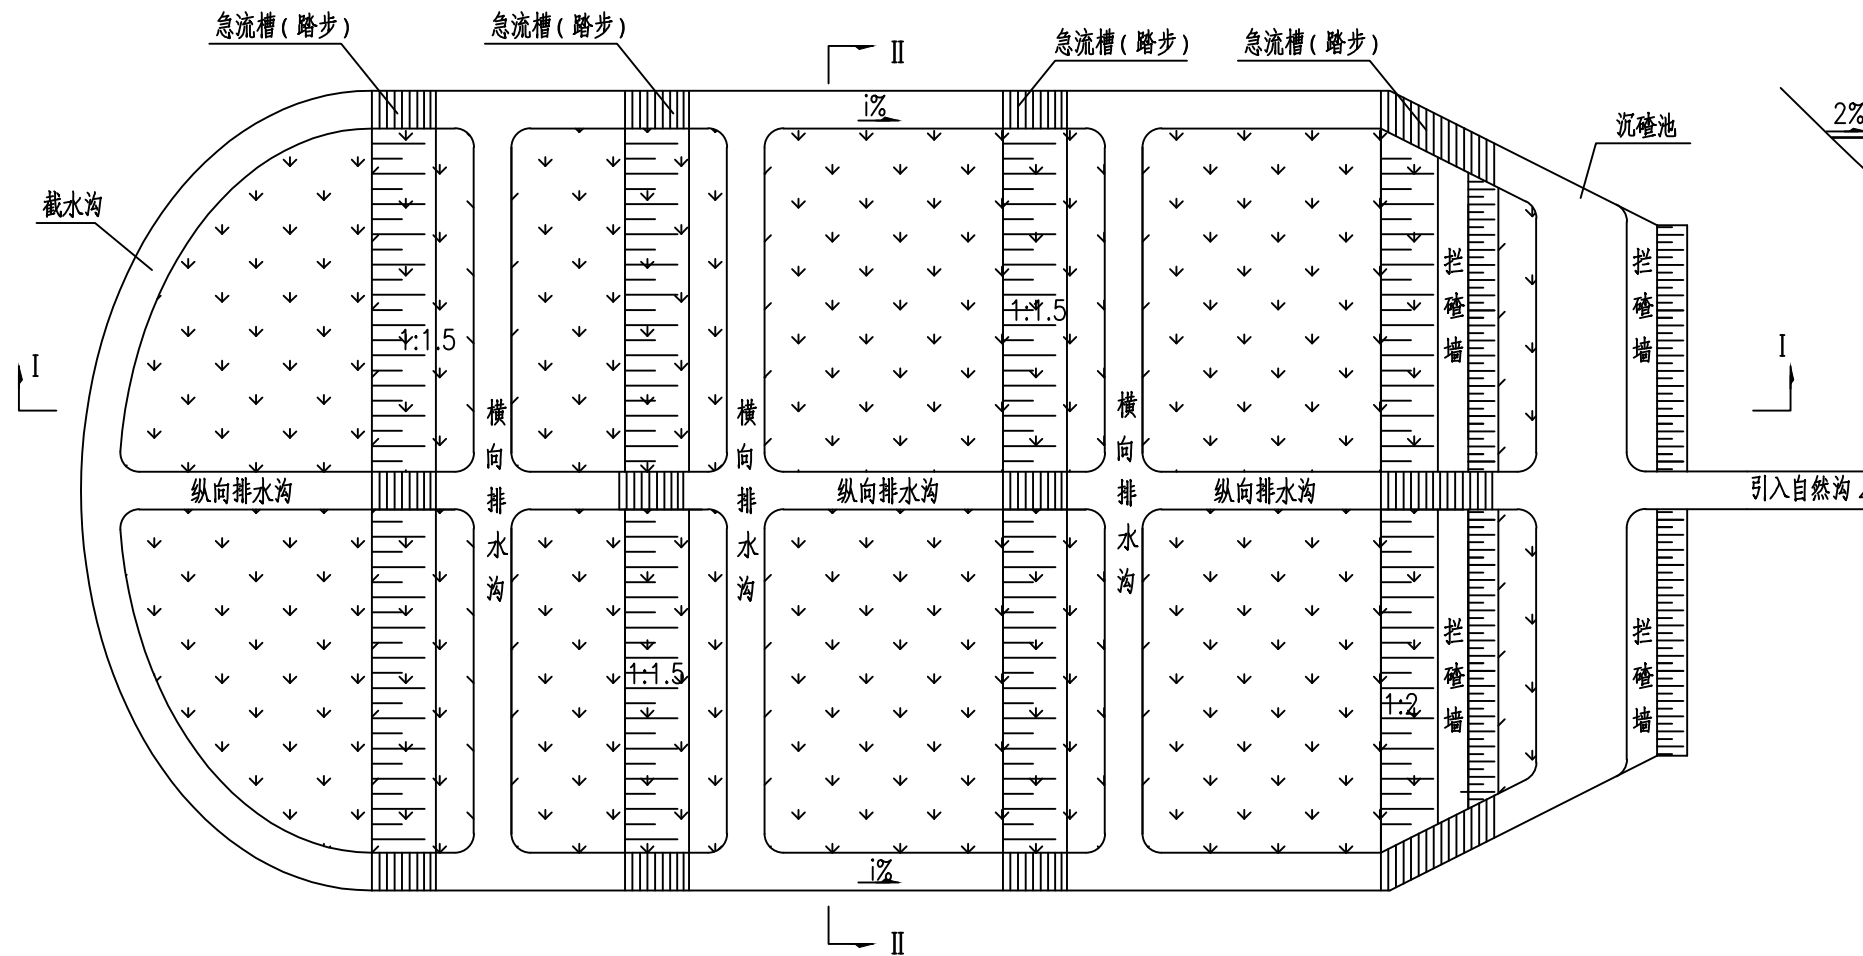 急流槽(踏步)
急流槽(踏步)
急流槽(踏步)
急流槽(踏步)
II
i%
沉碴池
2%
截水沟
拦碴墙
拦碴墙
1:1.5
1:1.5
I
I
横向排水沟
横向排水沟
横向排水沟
纵向排水沟
纵向排水沟
纵向排水沟
引入自然沟
拦碴墙
拦碴墙
1:1.5
1:2
i%
II